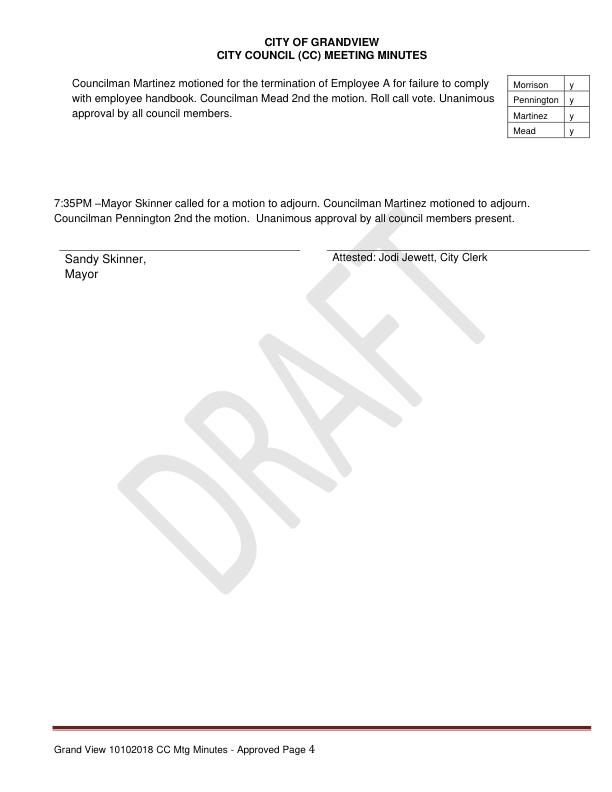 CITY OF GRANDVIEW
CITY COUNCIL (CC) MEETING MINUTES
Councilman Martinez motioned for the termination of Employee A for failure to comply
with employee handbook. Councilman Mead 2nd the motion. Roll call vote. Unanimous
approval by all council members.
Morrison y
Pennington y
Martinez y
Mead y
7:35PM –Mayor Skinner called for a motion to adjourn. Councilman Martinez motioned to adjourn.
Councilman Pennington 2nd the motion.  Unanimous approval by all council members present.
Sandy Skinner,
Mayor
Attested: Jodi Jewett, City Clerk
DRAFT
Grand View 10102018 CC Mtg Minutes - Approved Page 4